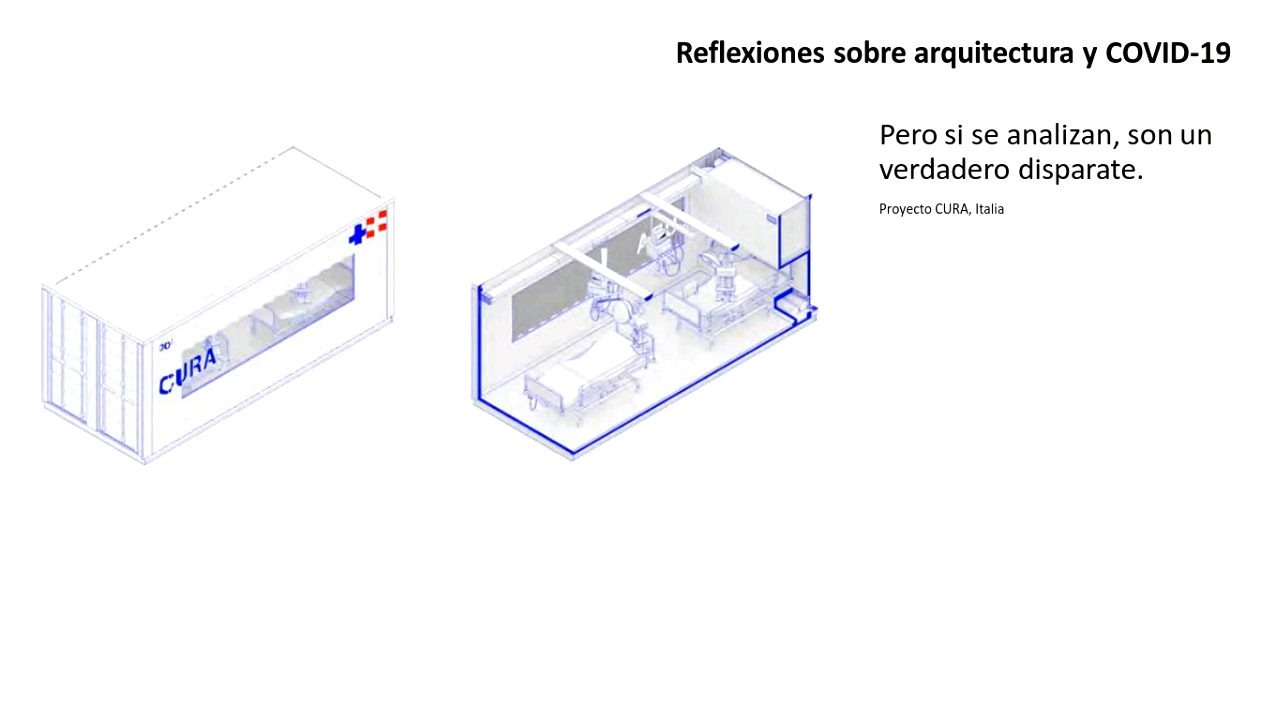 Reflexiones sobre arquitectura y COVID-19
Pero si se analizan, son un
verdadero disparate.
Proyecto CURA, Italia
CURA